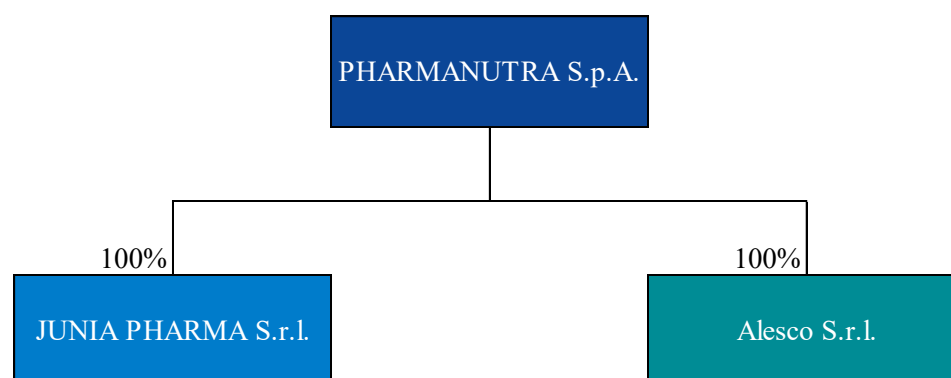 PHARMANUTRA S.p.A.
100%
100%
JUNIA PHARMA S.r.l.
Alesco S.r.l.